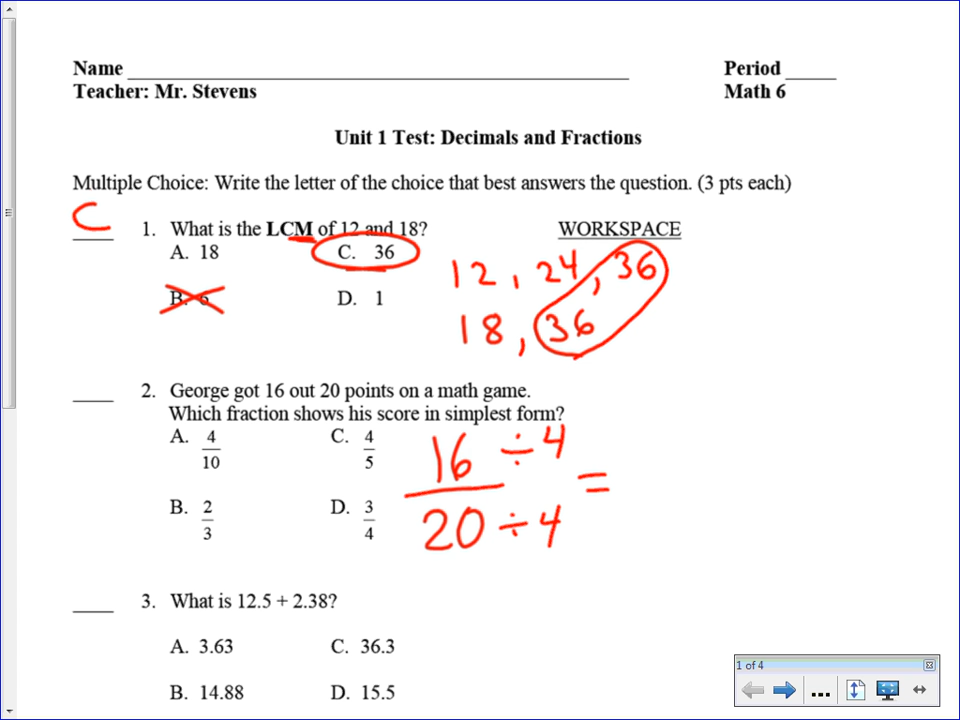 Name ____ Period ____
Teacher: Mr. Stevens Math 6
Unit 1 Test: Decimals and Fractions
Multiple Choice: Write the letter of the choice that best answers the question. (3 pts each)
C 1. What is the LCM of 12 and 18? WORKSPACE
A. 18 C. 36
12, 24, 36
B. 6 D. 1
18, 36
____ 2. George got 16 out 20 points on a math game.
Which fraction shows his score in simplest form?
A. 4/10 C. 4/5
16 ÷ 4
=
20 ÷ 4
B. 2/3 D. 3/4
____ 3. What is 12.5 + 2.38?
A. 3.63 C. 36.3
1 of 4
B. 14.88 D. 15.5